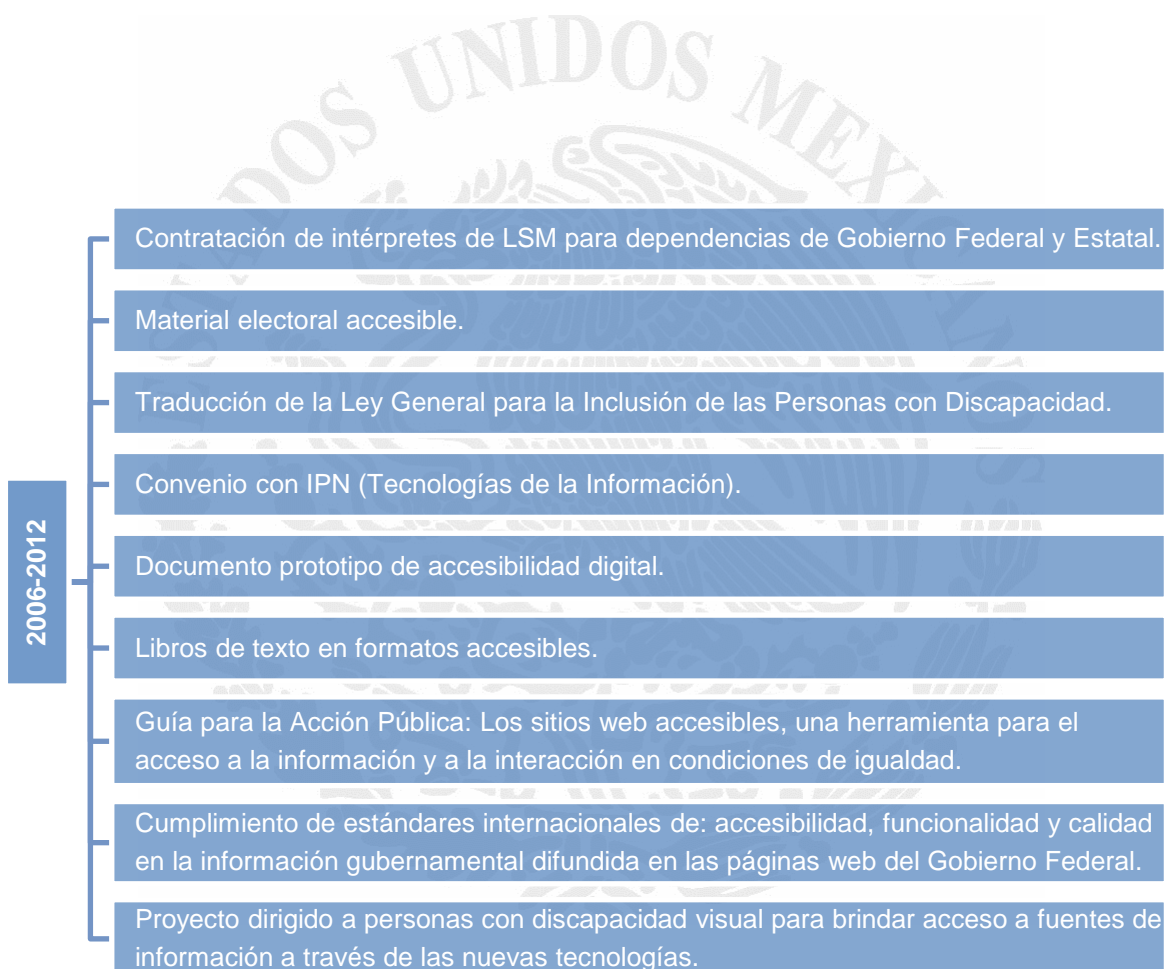 ESTADOS UNIDOS MEXICANOS
Contratación de intérpretes de LSM para dependencias de Gobierno Federal y Estatal.
Material electoral accesible.
Traducción de la Ley General para la Inclusión de las Personas con Discapacidad.
Convenio con IPN (Tecnologías de la Información).
2006-2012
Documento prototipo de accesibilidad digital.
Libros de texto en formatos accesibles.
Guía para la Acción Pública: Los sitios web accesibles, una herramienta para el
acceso a la información y a la interacción en condiciones de igualdad.
Cumplimiento de estándares internacionales de: accesibilidad, funcionalidad y calidad
en la información gubernamental difundida en las páginas web del Gobierno Federal.
Proyecto dirigido a personas con discapacidad visual para brindar acceso a fuentes de
información a través de las nuevas tecnologías.